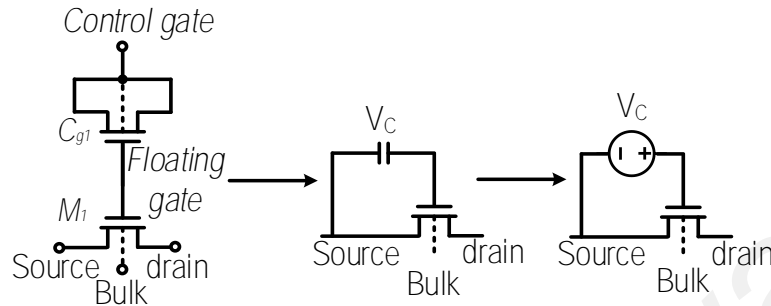 Control gate
Cg1
Floating
gate
M1
Source
drain
Bulk
VC
Source
drain
Bulk
VC
- +
Source
drain
Bulk